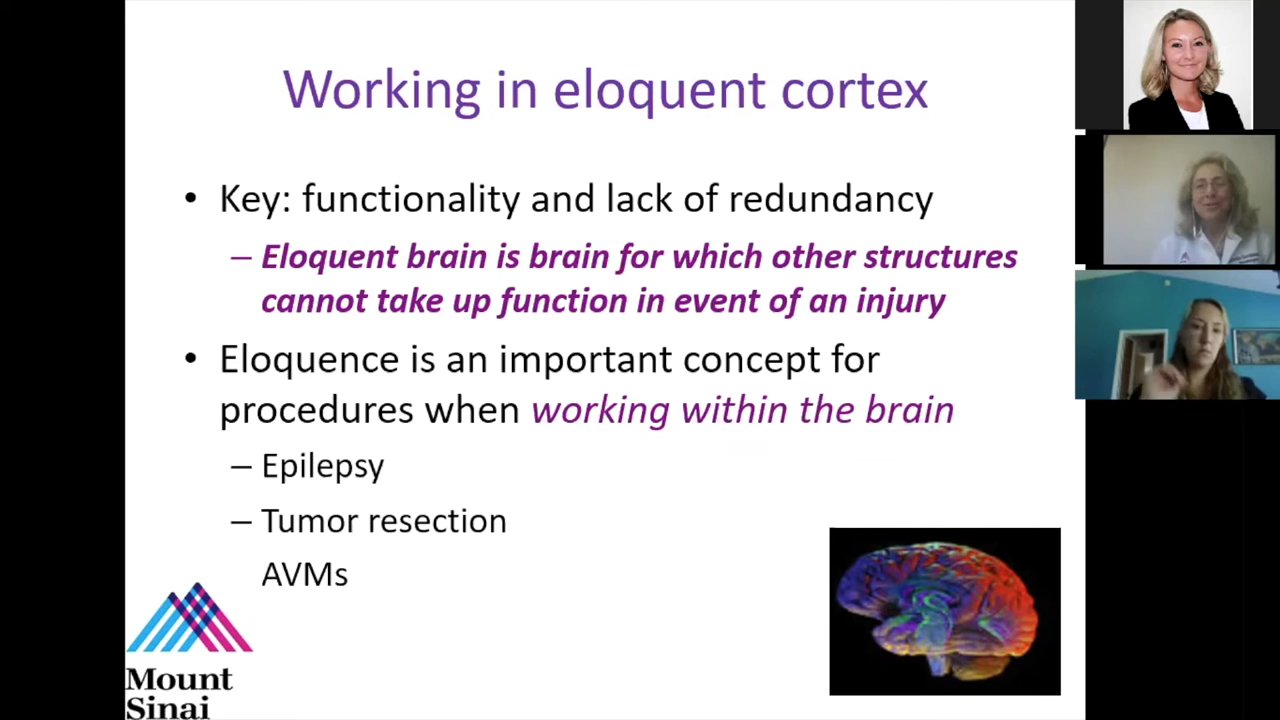 Working in eloquent cortex
• Key: functionality and lack of redundancy
– Eloquent brain is brain for which other structures
cannot take up function in event of an injury
• Eloquence is an important concept for
procedures when working within the brain
– Epilepsy
– Tumor resection
AVMs
Mount
Sinai